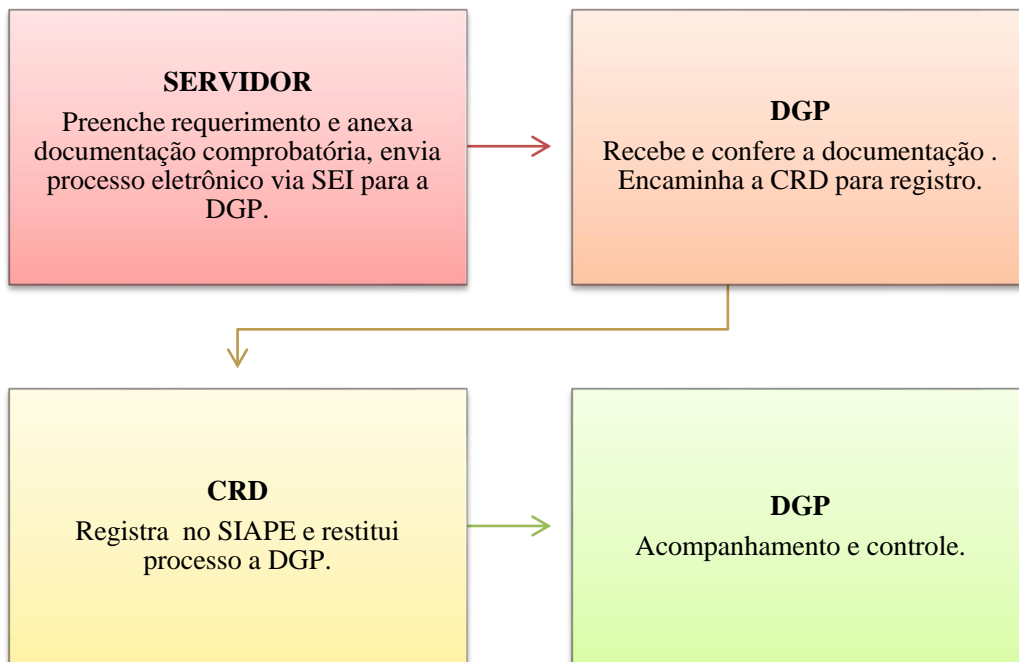 SERVIDOR
Preenche requerimento e anexa
documentação comprobatória, envia
processo eletrônico via SEI para a
DGP.
DGP
Recebe e confere a documentação .
Encaminha a CRD para registro.
CRD
Registra no SIAPE e restitui
processo a DGP.
DGP
Acompanhamento e controle.